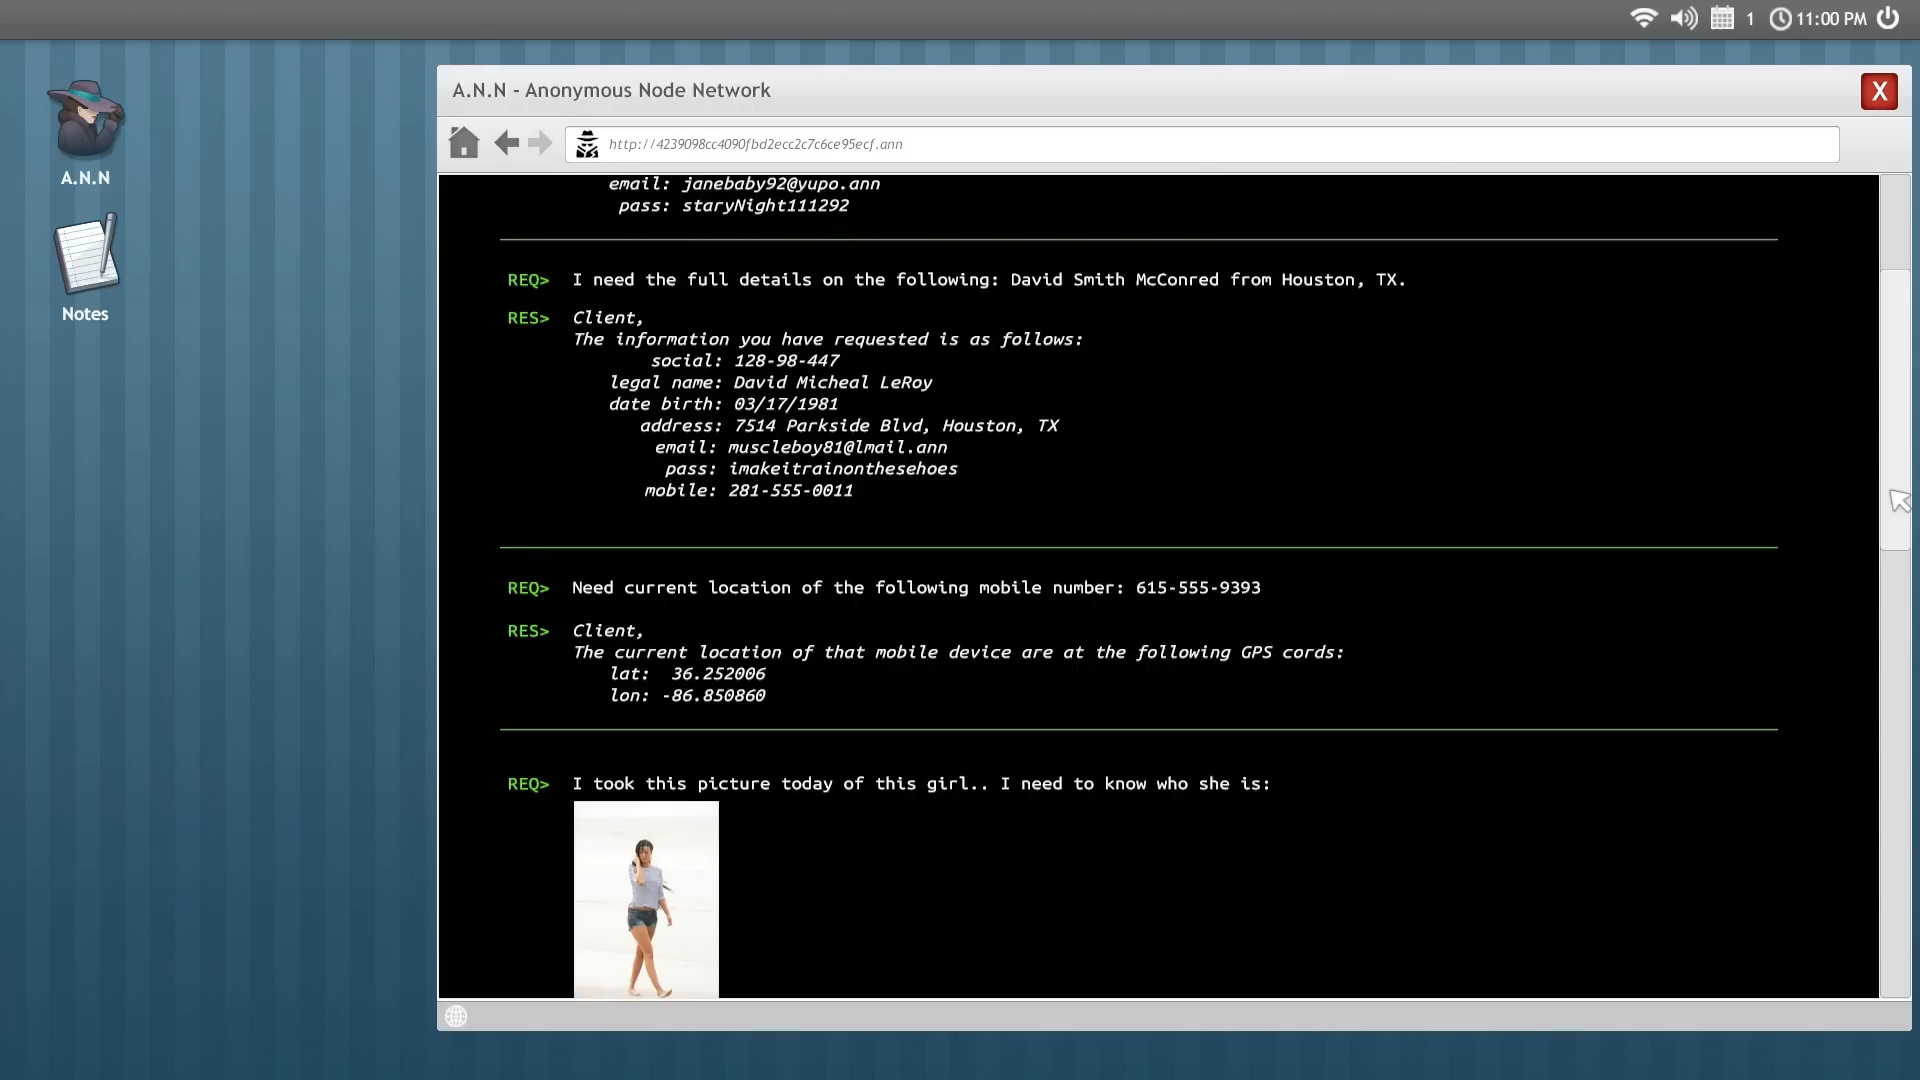 1 11:00 PM
A.N.N
Notes
A.N.N - Anonymous Node Network
X
http://4239098cc4090fbd2ecc2c7c6ce95ecf.ann
email: janebaby92@yupo.ann
pass: staryNight111292
REQ> I need the full details on the following: David Smith McConred from Houston, TX.
RES> Client,
The information you have requested is as follows:
social: 128-98-447
legal name: David Micheal LeRoy
date birth: 03/17/1981
address: 7514 Parkside Blvd, Houston, TX
email: muscleboy81@lmail.ann
pass: imakeitrainonthesehoes
mobile: 281-555-0011
REQ> Need current location of the following mobile number: 615-555-9393
RES> Client,
The current location of that mobile device are at the following GPS cords:
lat: 36.252006
lon: -86.850860
REQ> I took this picture today of this girl.. I need to know who she is: